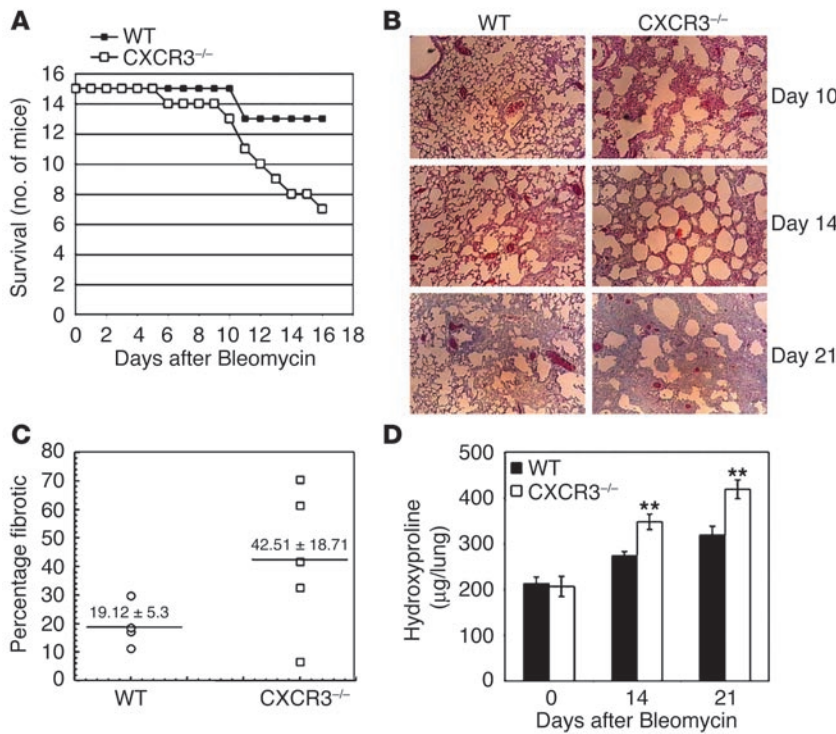 A
WT
CXCR3–/–
16
14
12
10
8
6
4
2
0
Survival (no. of mice)
0 2 4 6 8 10 12 14 16 18
Days after Bleomycin
B
WT CXCR3–/–
Day 10
Day 14
Day 21
C
80
70
60
50
40
30
20
10
0
Percentage fibrotic
19.12 ± 5.3
42.51 ± 18.71
WT CXCR3–/–
D
WT
CXCR3–/–
500
400
300
200
100
0
Hydroxyproline
(µg/lung)
**
**
0 14 21
Days after Bleomycin